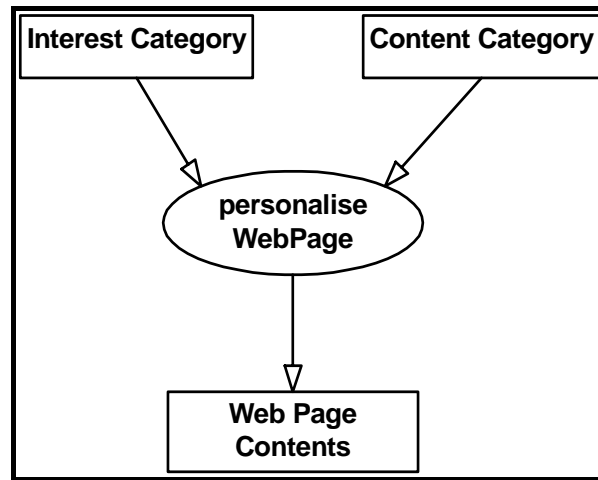 Interest Category
Content Category
personalise
WebPage
Web Page
Contents